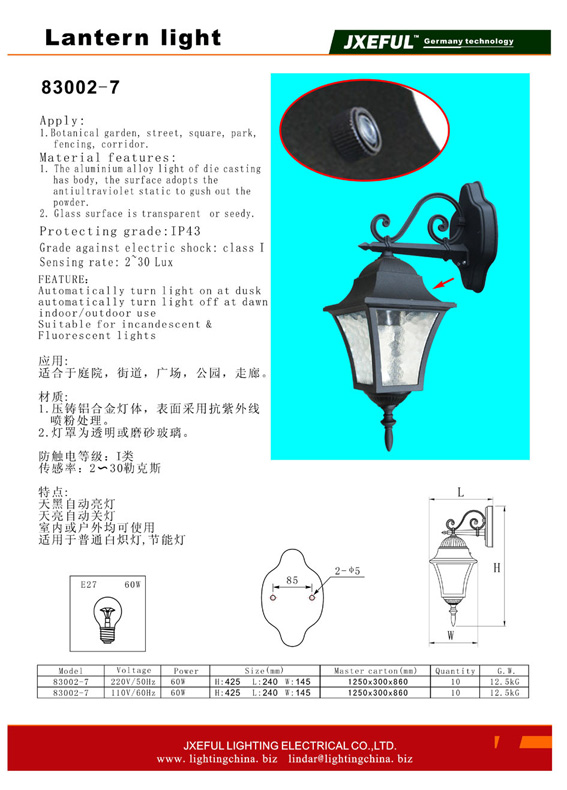 Lantern light
JXEFUL™ Germany technology
83002-7
Apply:
1.Botanical garden, street, square, park,
fencing, corridor.
Material features:
1. The aluminium alloy light of die casting
has body, the surface adopts the
antiultraviolet static to gush out the
powder.
2. Glass surface is transparent or seedy.
Protecting grade:IP43
Grade against electric shock: class I
Sensing rate: 2~30 Lux
FEATURE:
Automatically turn light on at dusk
automatically turn light off at dawn
indoor/outdoor use
Suitable for incandescent &
Fluorescent lights
应用:
适合于庭院，街道，广场，公园，走廊。
材质:
1.压铸铝合金灯体，表面采用抗紫外线
喷粉处理。
2.灯罩为透明或磨砂玻璃。
防触电等级：I类
传感率：2～30勒克斯
特点:
天黑自动亮灯
天亮自动关灯
室内或户外均可使用
适用于普通白炽灯,节能灯
E27 60W
85
2-Φ5
L
H
W
Model Voltage Power Size(mm) Master carton(mm) Quantity G.W.
83002-7 220V/50Hz 60W H:425 L:240 W:145 1250x300x860 10 12.5kG
83002-7 110V/60Hz 60W H:425 L:240 W:145 1250x300x860 10 12.5kG
JXEFUL LIGHTING ELECTRICAL CO.,LTD.
www.lightingchina.biz lindar@lightingchina.biz